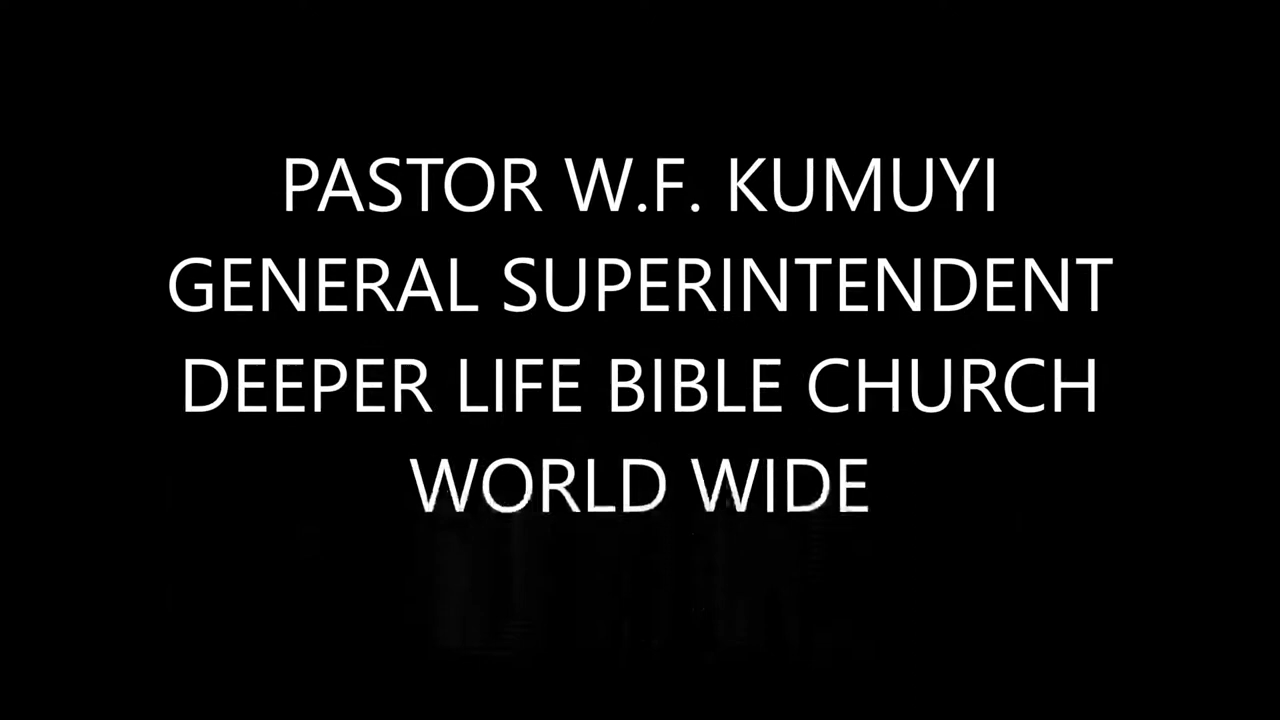 PASTOR W.F. KUMUYI
GENERAL SUPERINTENDENT
DEEPER LIFE BIBLE CHURCH
WORLD WIDE